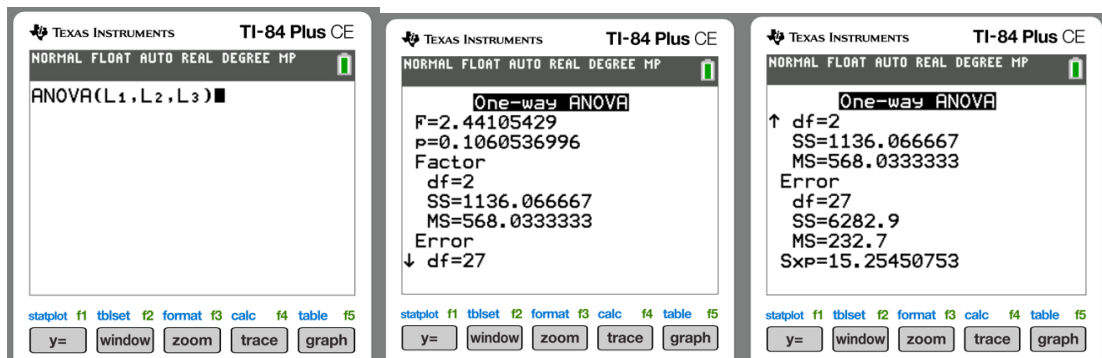 TEXAS INSTRUMENTS TI-84 Plus CE
NORMAL FLOAT AUTO REAL DEGREE MP
ANOVA(L₁,L₂,L₃)
statplot f1 tblset f2 format f3 calc f4 table f5
y= window zoom trace graph
TEXAS INSTRUMENTS TI-84 Plus CE
NORMAL FLOAT AUTO REAL DEGREE MP
One-way ANOVA
F=2.44105429
p=0.1060536996
Factor
df=2
SS=1136.066667
MS=568.0333333
Error
↓ df=27
statplot f1 tblset f2 format f3 calc f4 table f5
y= window zoom trace graph
TEXAS INSTRUMENTS TI-84 Plus CE
NORMAL FLOAT AUTO REAL DEGREE MP
One-way ANOVA
↑ df=2
SS=1136.066667
MS=568.0333333
Error
df=27
SS=6282.9
MS=232.7
Sxp=15.25450753
statplot f1 tblset f2 format f3 calc f4 table f5
y= window zoom trace graph